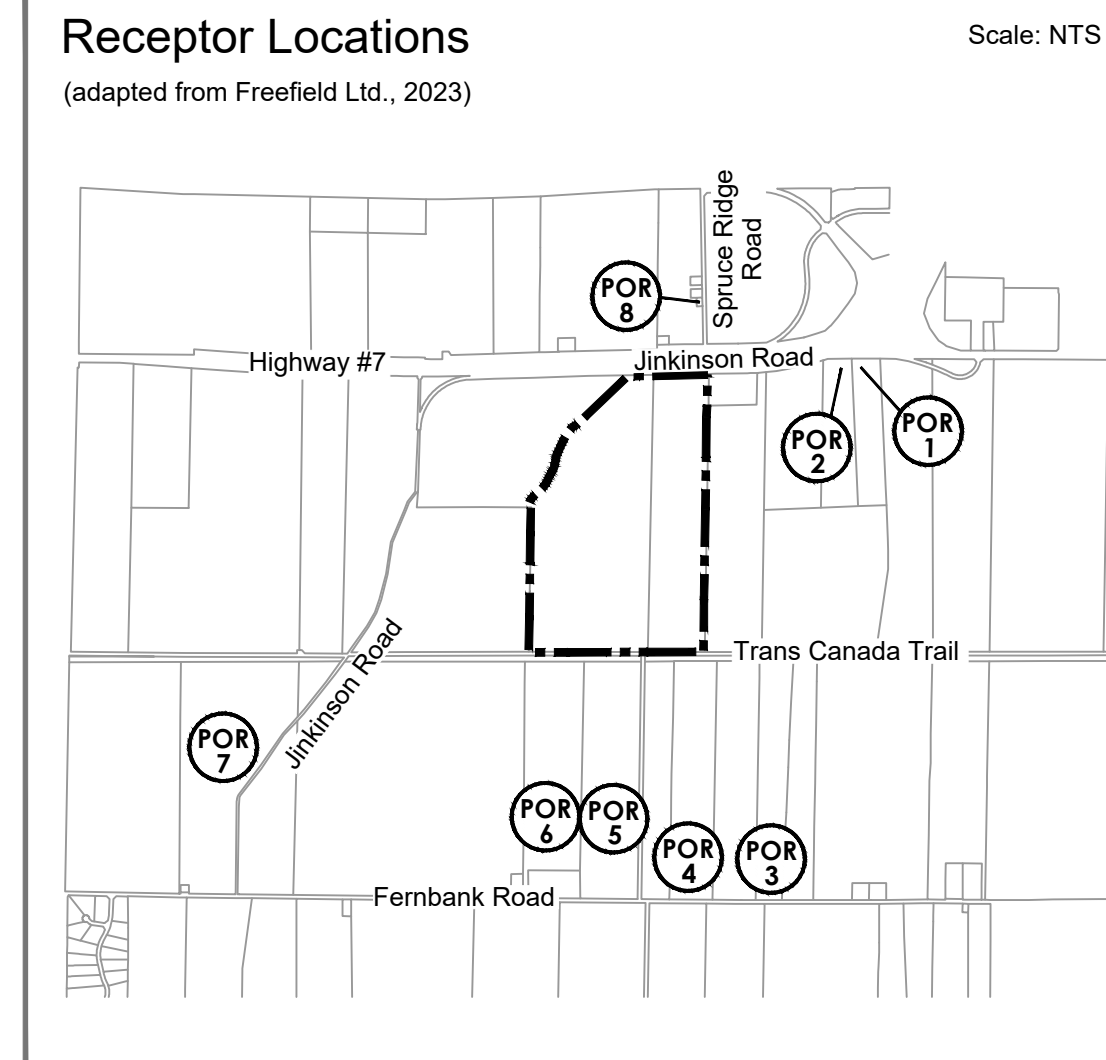 Receptor Locations
Scale: NTS
(adapted from Freefield Ltd., 2023)
Spruce Ridge
Road
POR
8
Highway #7
Jinkinson Road
POR
2
POR
1
Jinkinson Road
Trans Canada Trail
POR
7
POR
6
POR
5
POR
4
POR
3
Fernbank Road